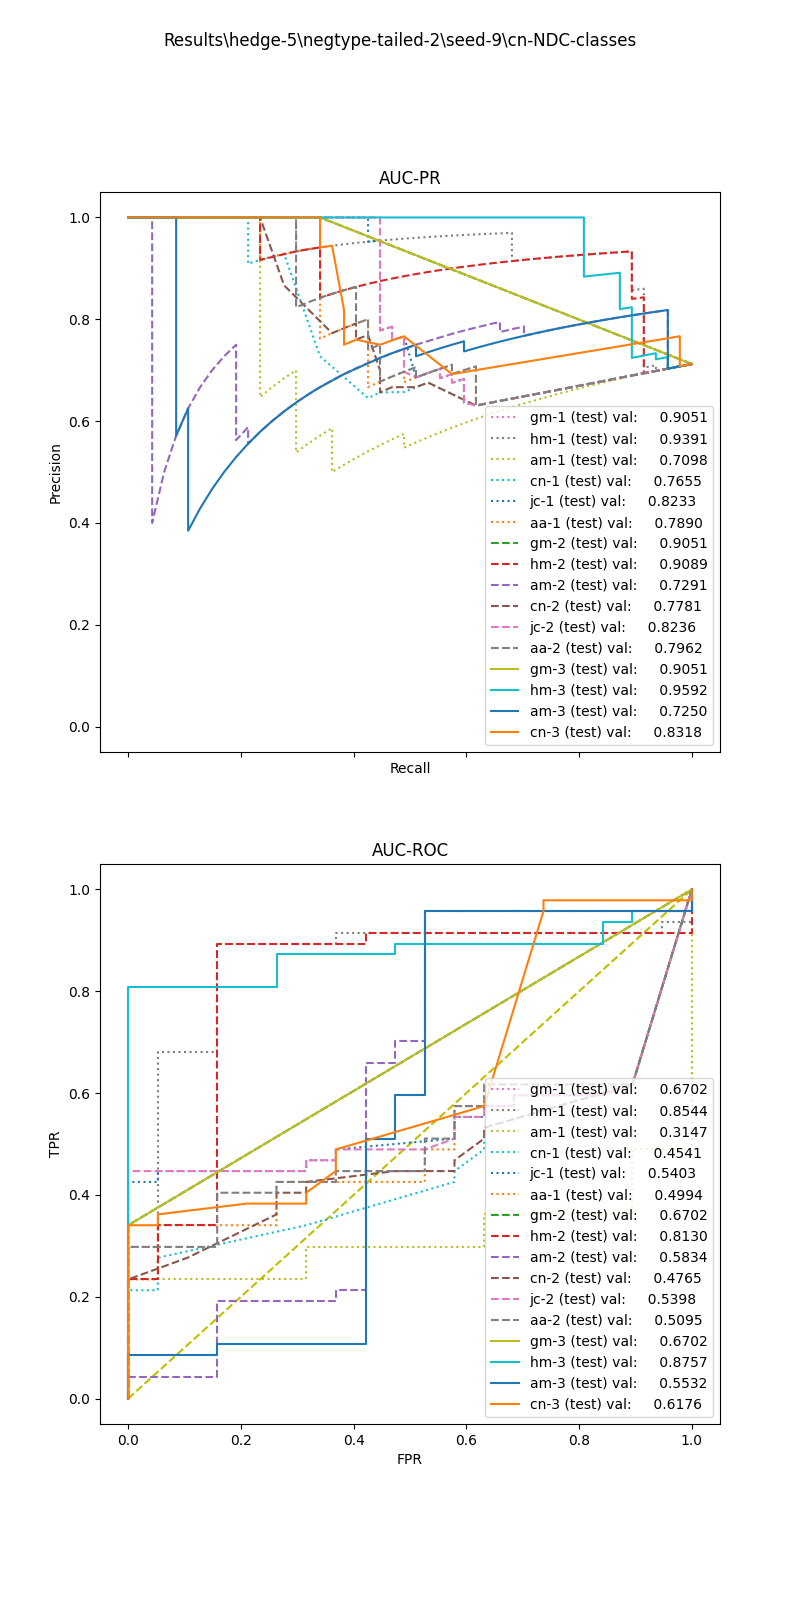 Results\hedge-5\negtype-tailed-2\seed-9\cn-NDC-classes
AUC-PR
1.0
0.8
0.6
0.4
0.2
0.0
Precision
Recall
gm-1 (test) val: 0.9051
hm-1 (test) val: 0.9391
am-1 (test) val: 0.7098
cn-1 (test) val: 0.7655
jc-1 (test) val: 0.8233
aa-1 (test) val: 0.7890
gm-2 (test) val: 0.9051
hm-2 (test) val: 0.9089
am-2 (test) val: 0.7291
cn-2 (test) val: 0.7781
jc-2 (test) val: 0.8236
aa-2 (test) val: 0.7962
gm-3 (test) val: 0.9051
hm-3 (test) val: 0.9592
am-3 (test) val: 0.7250
cn-3 (test) val: 0.8318
AUC-ROC
1.0
0.8
0.6
0.4
0.2
0.0
TPR
gm-1 (test) val: 0.6702
hm-1 (test) val: 0.8544
am-1 (test) val: 0.3147
cn-1 (test) val: 0.4541
jc-1 (test) val: 0.5403
aa-1 (test) val: 0.4994
gm-2 (test) val: 0.6702
hm-2 (test) val: 0.8130
am-2 (test) val: 0.5834
cn-2 (test) val: 0.4765
jc-2 (test) val: 0.5398
aa-2 (test) val: 0.5095
gm-3 (test) val: 0.6702
hm-3 (test) val: 0.8757
am-3 (test) val: 0.5532
cn-3 (test) val: 0.6176
0.0 0.2 0.4 0.6 0.8 1.0
FPR